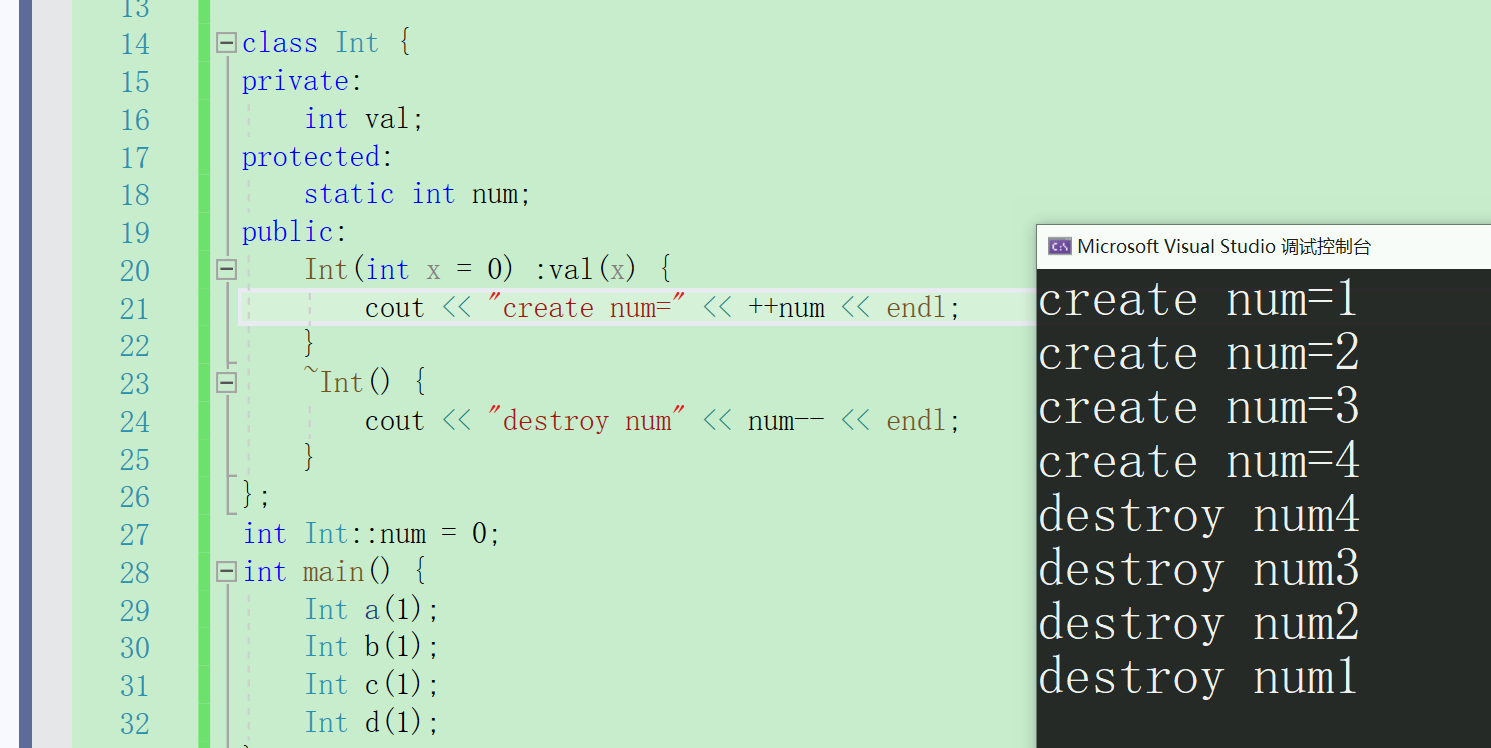 13
14 class Int {
15 private:
16 int val;
17 protected:
18 static int num;
19 public:
20 Int(int x = 0) :val(x) {
21 cout << "create num=" << ++num << endl;
22 }
23 ~Int() {
24 cout << "destroy num" << num-- << endl;
25 }
26 };
27 int Int::num = 0;
28 int main() {
29 Int a(1);
30 Int b(1);
31 Int c(1);
32 Int d(1);
Microsoft Visual Studio 调试控制台
create num=1
create num=2
create num=3
create num=4
destroy num4
destroy num3
destroy num2
destroy num1